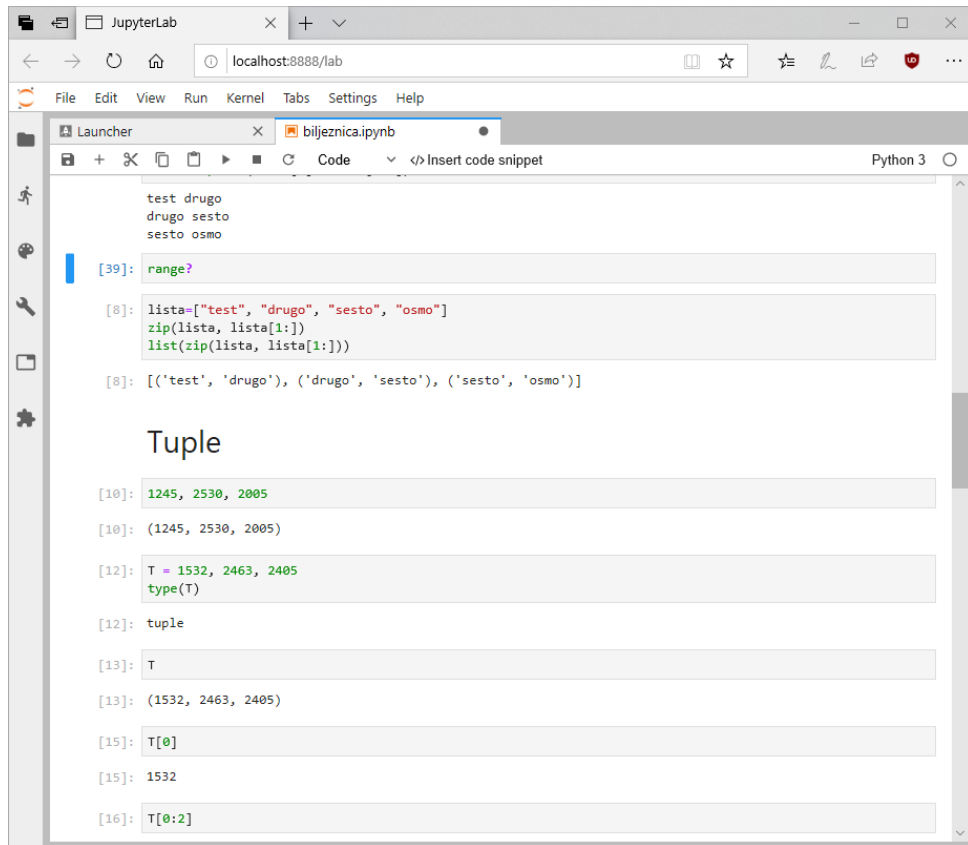 JupyterLab
localhost:8888/lab
File Edit View Run Kernel Tabs Settings Help
Launcher
biljeznica.ipynb
Code
</> Insert code snippet
Python 3
test drugo
drugo sesto
sesto osmo
[39]: range?
[8]: lista=["test", "drugo", "sesto", "osmo"]
zip(lista, lista[1:])
list(zip(lista, lista[1:]))
[8]: [('test', 'drugo'), ('drugo', 'sesto'), ('sesto', 'osmo')]
Tuple
[10]: 1245, 2530, 2005
[10]: (1245, 2530, 2005)
[12]: T = 1532, 2463, 2405
type(T)
[12]: tuple
[13]: T
[13]: (1532, 2463, 2405)
[15]: T[0]
[15]: 1532
[16]: T[0:2]